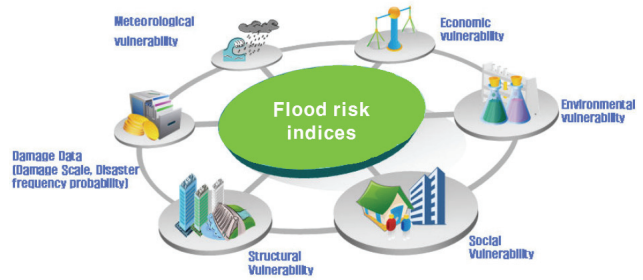 Meteorological
vulnerability
Economic
vulnerability
Flood risk
indices
Environmental
vulnerability
Damage Data
(Damage Scale, Disaster
frequency probability)
Structural
Vulnerability
Social
Vulnerability